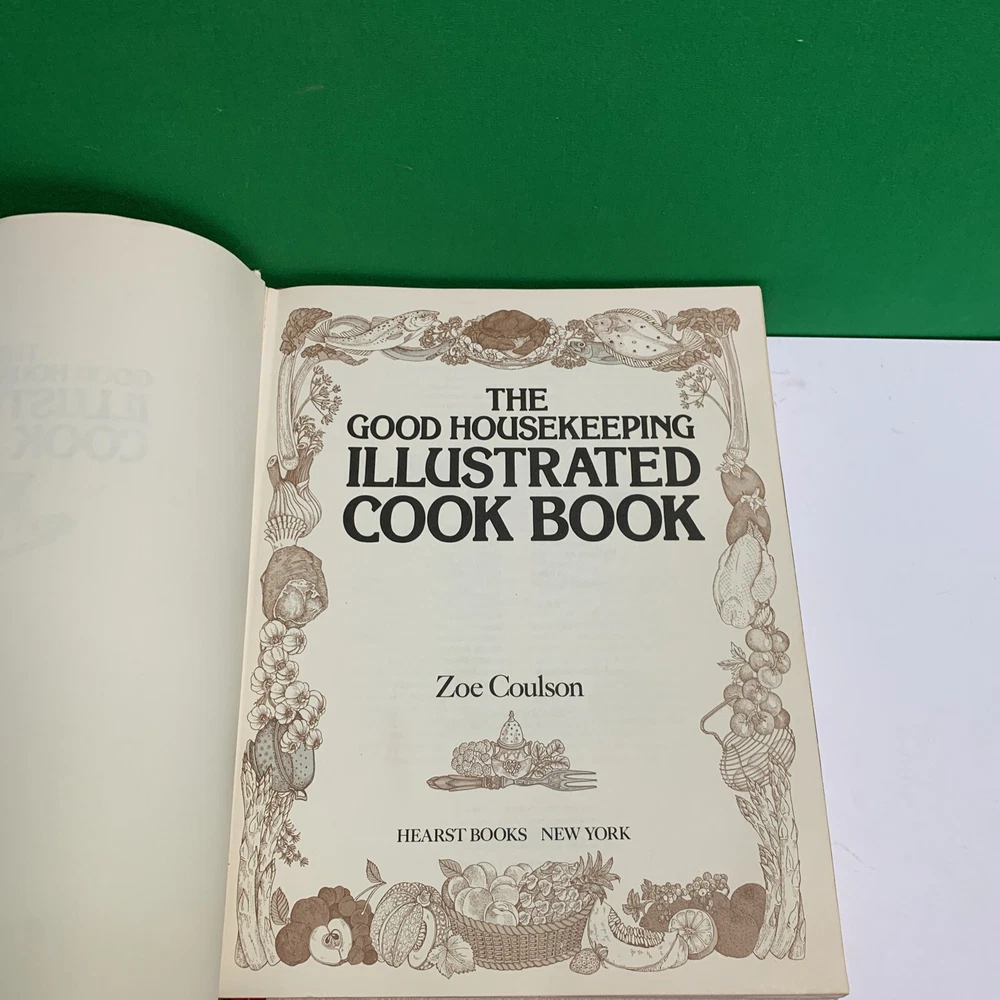 THE
GOOD HOUSEKEEPING
ILLUSTRATED
COOK BOOK
Zoe Coulson
HEARST BOOKS NEW YORK